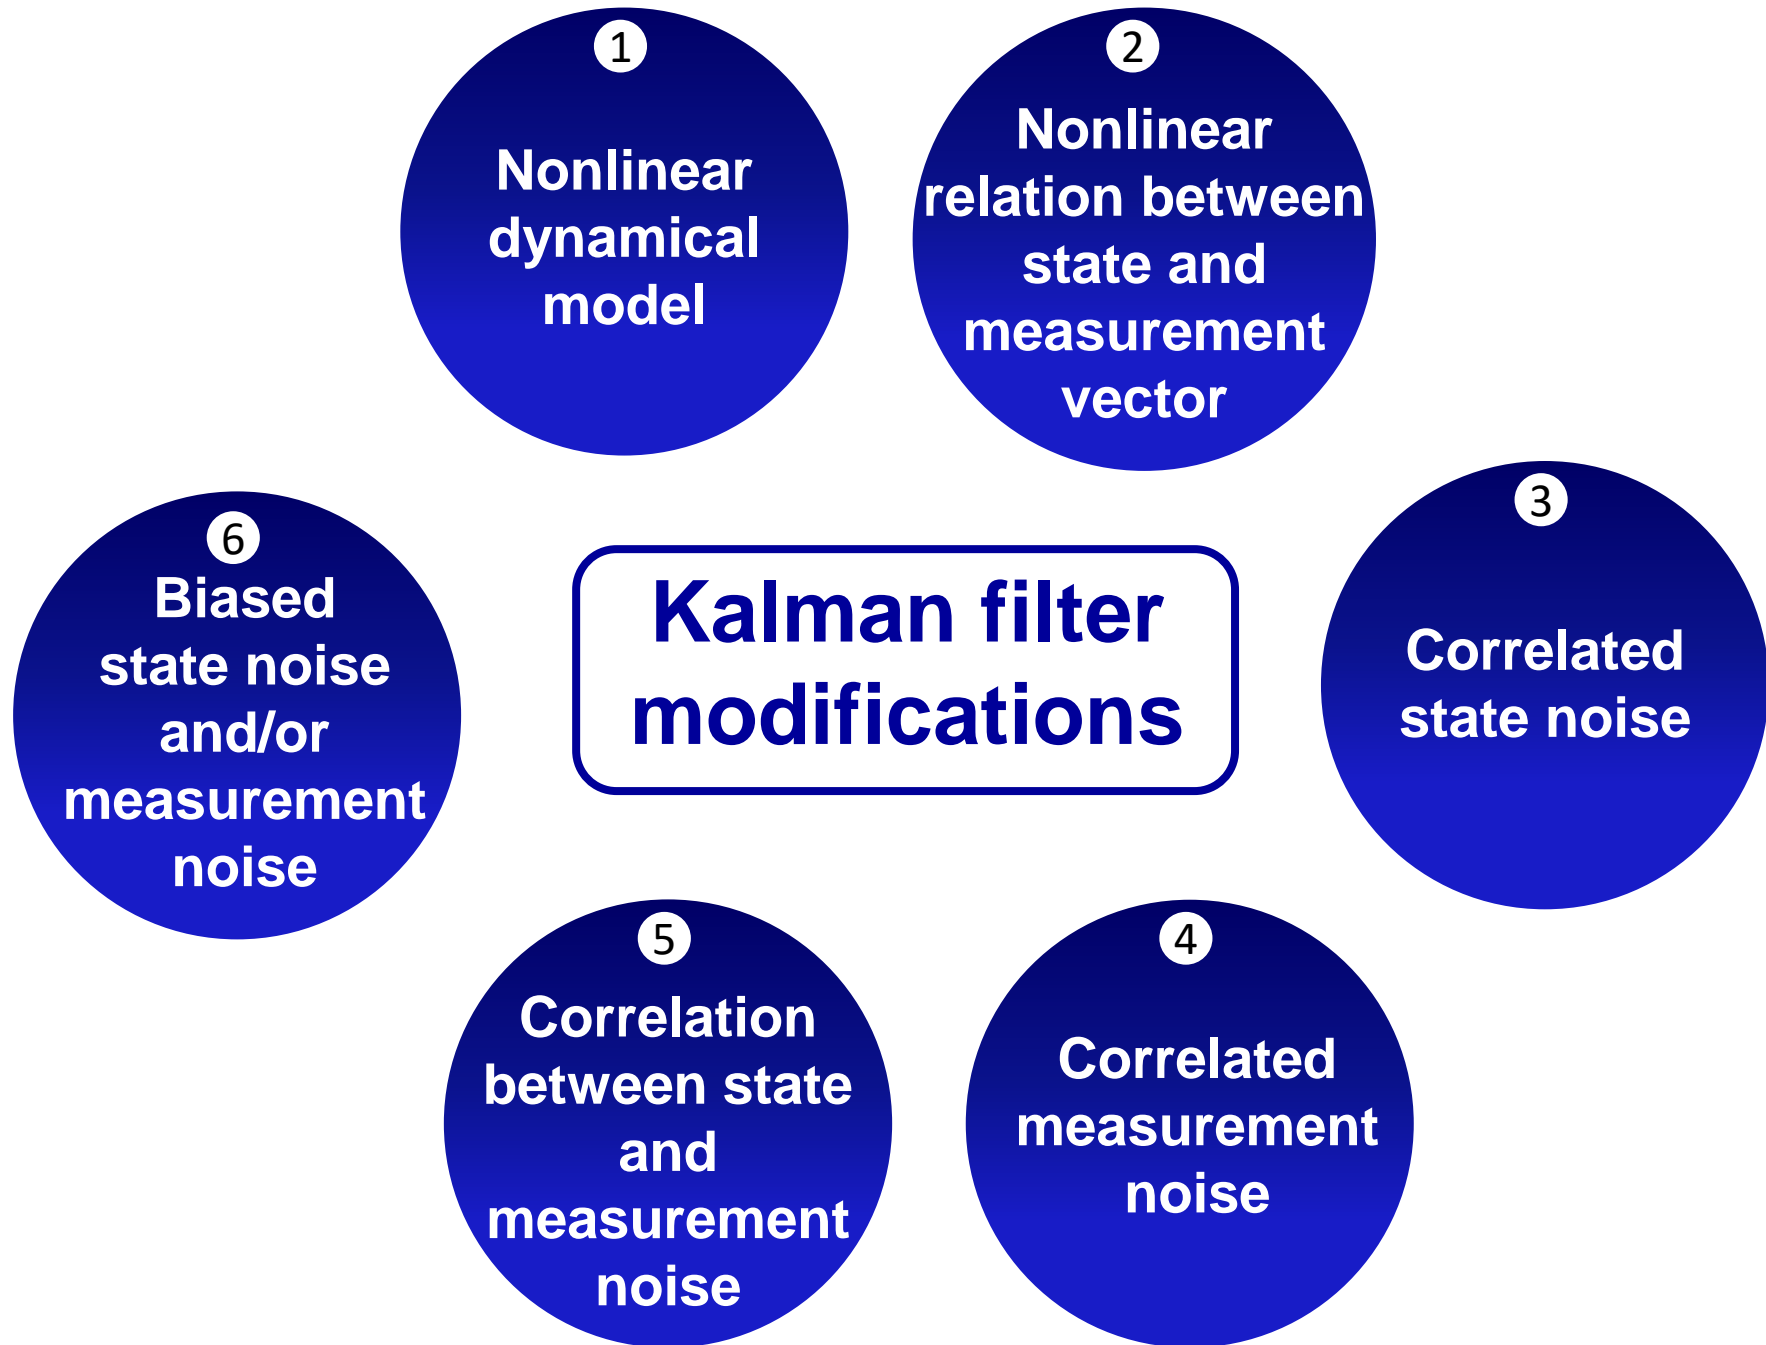 1
Nonlinear
dynamical
model
2
Nonlinear
relation between
state and
measurement
vector
3
Correlated
state noise
4
Correlated
measurement
noise
5
Correlation
between state
and
measurement
noise
6
Biased
state noise
and/or
measurement
noise
Kalman filter
modifications